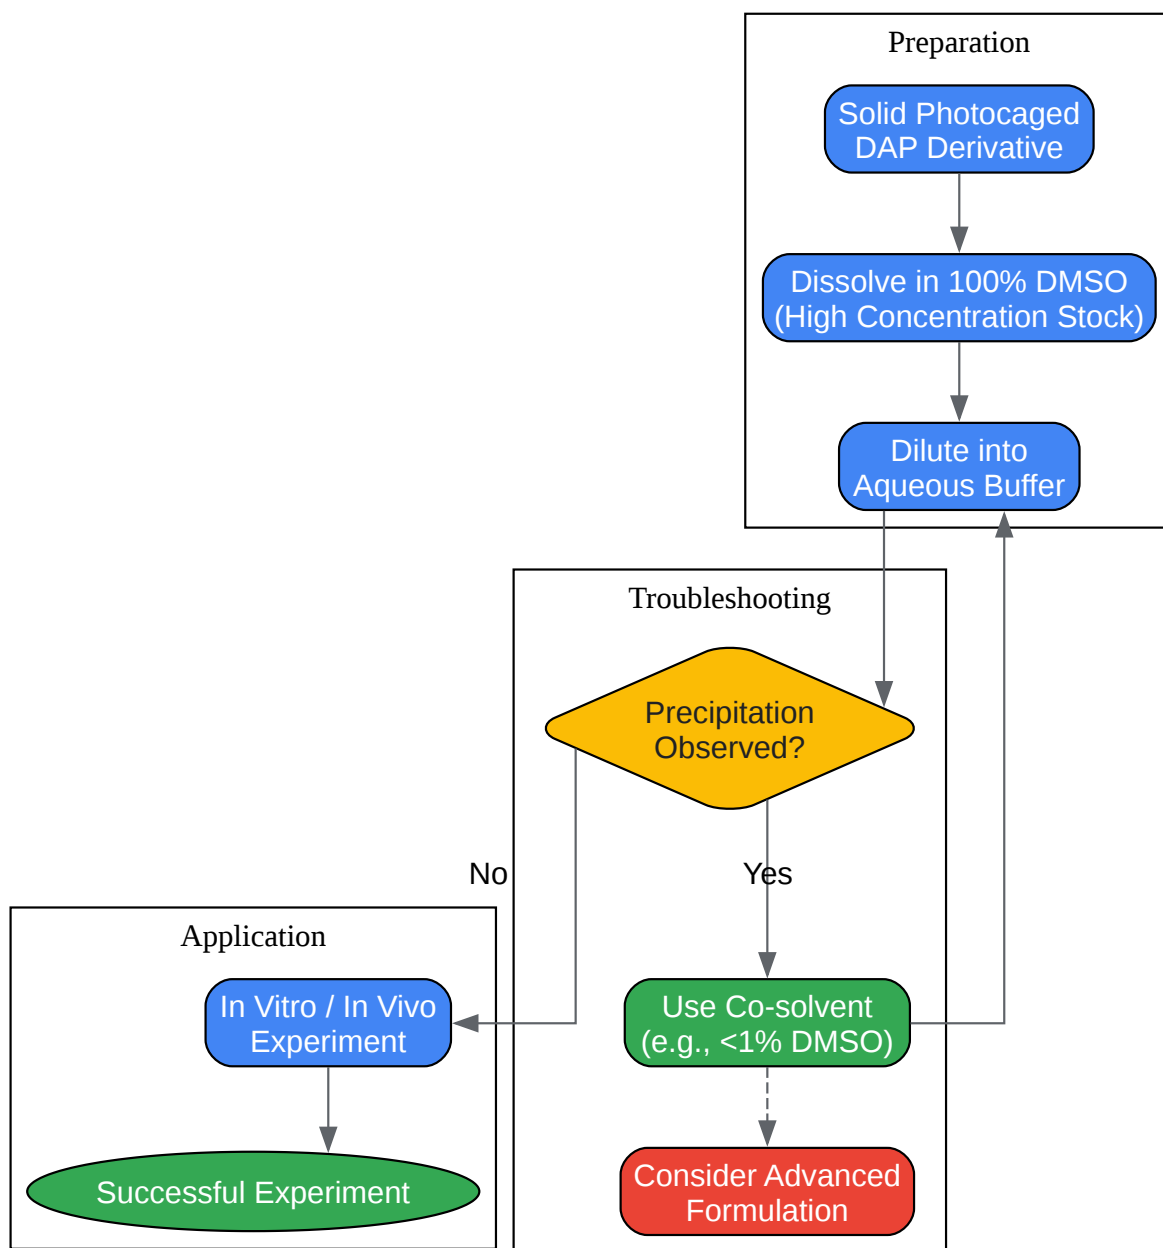 Preparation
Solid Photocaged
DAP Derivative
Dissolve in 100% DMSO
(High Concentration Stock)
Dilute into
Aqueous Buffer
Troubleshooting
Precipitation
Observed?
No
Yes
Application
In Vitro / In Vivo
Experiment
Use Co-solvent
(e.g., <1% DMSO)
Successful Experiment
Consider Advanced
Formulation